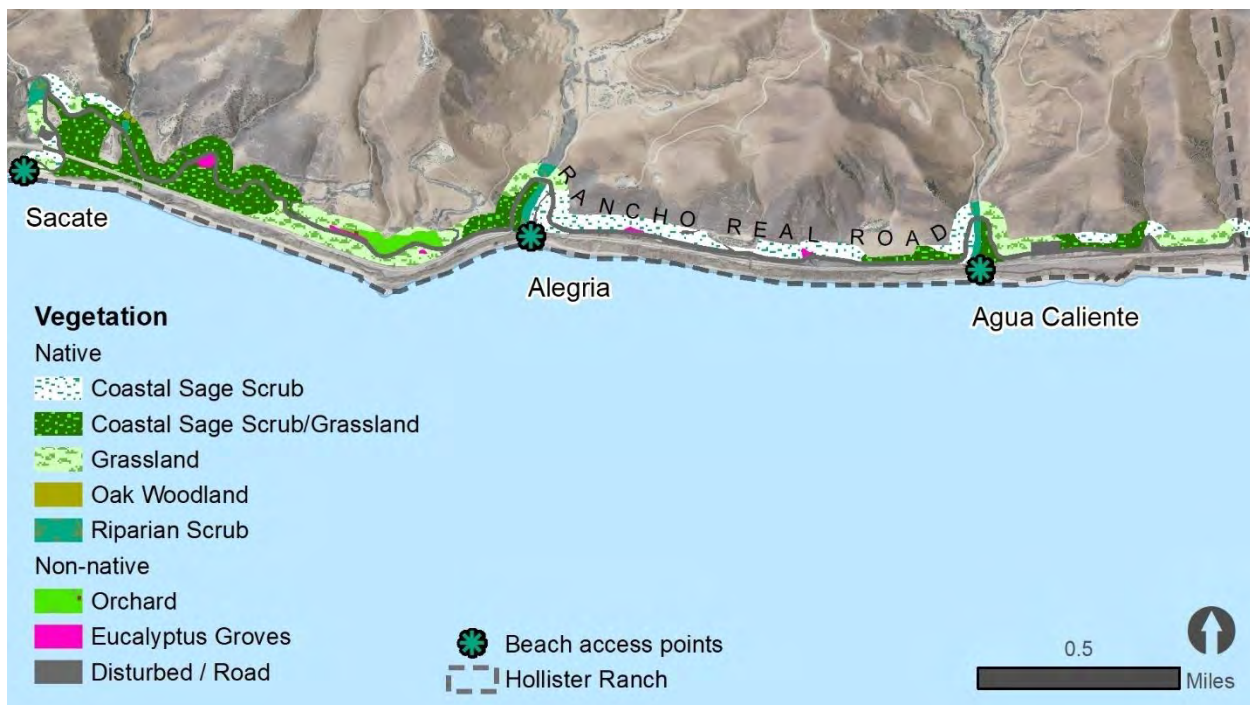 RANCHO REAL ROAD
Sacate
Alegria
Agua Caliente
Vegetation
Native
Coastal Sage Scrub
Coastal Sage Scrub/Grassland
Grassland
Oak Woodland
Riparian Scrub
Non-native
Orchard
Eucalyptus Groves
Disturbed / Road
Beach access points
Hollister Ranch
0.5
Miles